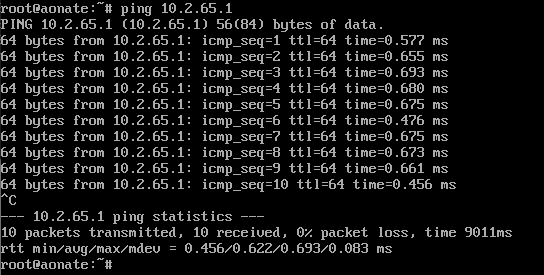 root@aonate:~# ping 10.2.65.1
PING 10.2.65.1 (10.2.65.1) 56(84) bytes of data.
64 bytes from 10.2.65.1: icmp_seq=1 ttl=64 time=0.577 ms
64 bytes from 10.2.65.1: icmp_seq=2 ttl=64 time=0.655 ms
64 bytes from 10.2.65.1: icmp_seq=3 ttl=64 time=0.693 ms
64 bytes from 10.2.65.1: icmp_seq=4 ttl=64 time=0.680 ms
64 bytes from 10.2.65.1: icmp_seq=5 ttl=64 time=0.675 ms
64 bytes from 10.2.65.1: icmp_seq=6 ttl=64 time=0.476 ms
64 bytes from 10.2.65.1: icmp_seq=7 ttl=64 time=0.675 ms
64 bytes from 10.2.65.1: icmp_seq=8 ttl=64 time=0.673 ms
64 bytes from 10.2.65.1: icmp_seq=9 ttl=64 time=0.661 ms
64 bytes from 10.2.65.1: icmp_seq=10 ttl=64 time=0.456 ms
^C
--- 10.2.65.1 ping statistics ---
10 packets transmitted, 10 received, 0% packet loss, time 9011ms
rtt min/avg/max/mdev = 0.456/0.622/0.693/0.083 ms
root@aonate:~#